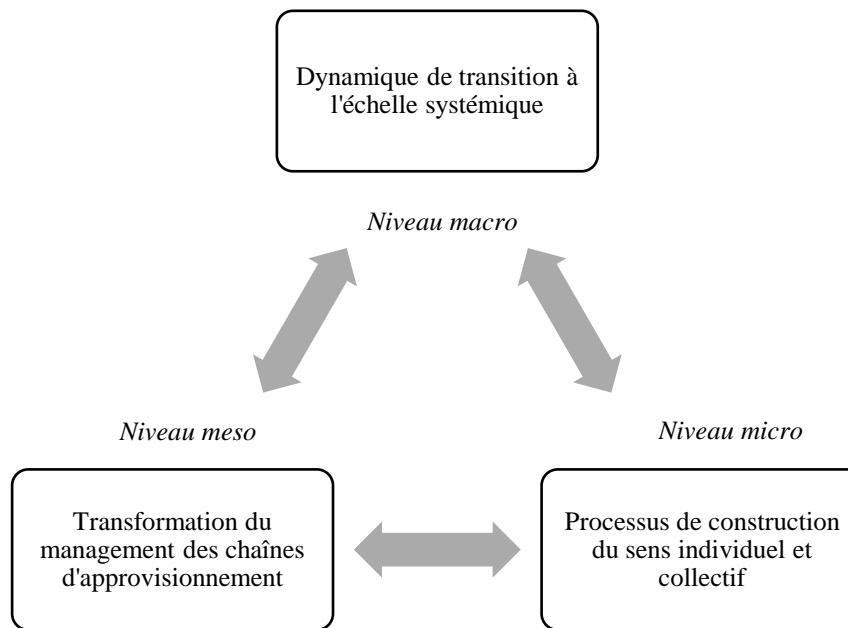 Dynamique de transition à
l'échelle systémique
Niveau macro
Niveau meso
Niveau micro
Transformation du
management des chaînes
d'approvisionnement
Processus de construction
du sens individuel et
collectif